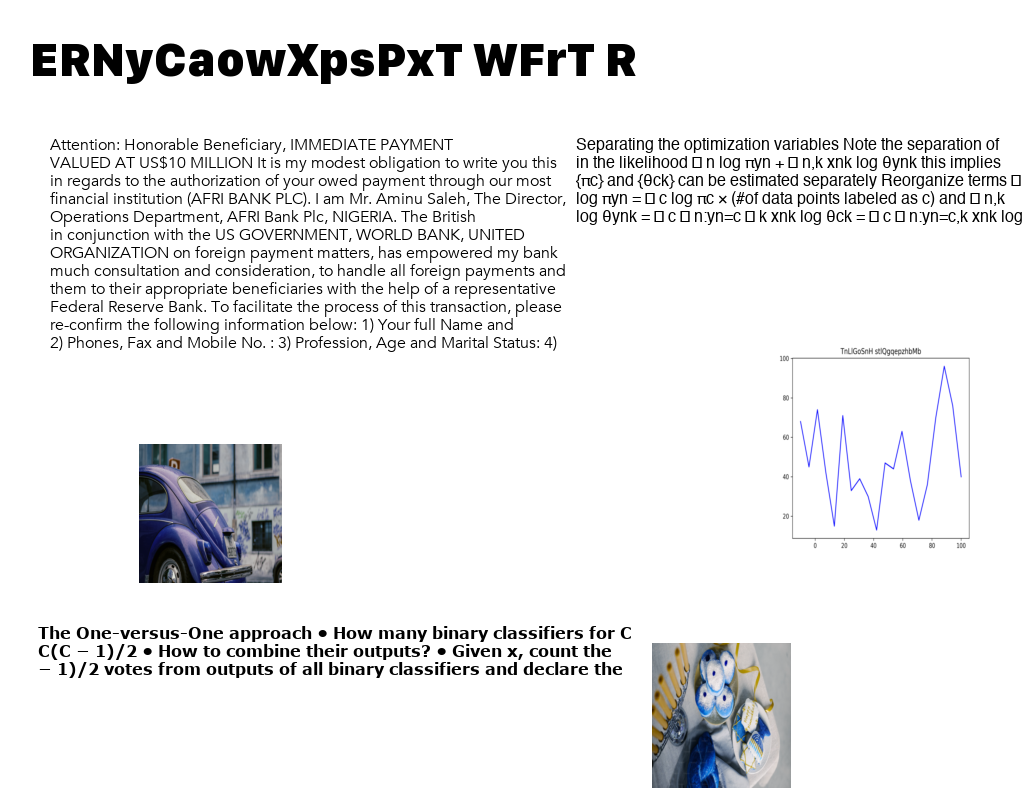 ERNyCaowXpsPxT WFrT R
Attention: Honorable Beneficiary, IMMEDIATE PAYMENT
VALUED AT US$10 MILLION It is my modest obligation to write you this
in regards to the authorization of your owed payment through our most
financial institution (AFRI BANK PLC). I am Mr. Aminu Saleh, The Director,
Operations Department, AFRI Bank Plc, NIGERIA. The British
in conjunction with the US GOVERNMENT, WORLD BANK, UNITED
ORGANIZATION on foreign payment matters, has empowered my bank
much consultation and consideration, to handle all foreign payments and
them to their appropriate beneficiaries with the help of a representative
Federal Reserve Bank. To facilitate the process of this transaction, please
re-confirm the following information below: 1) Your full Name and
2) Phones, Fax and Mobile No. : 3) Profession, Age and Marital Status: 4)
Separating the optimization variables Note the separation of
in the likelihood □ n log πyn + □ n,k xnk log θynk this implies
{πc} and {θck} can be estimated separately Reorganize terms □
log πyn = □ c log πc × (#of data points labeled as c) and □ n,k
log θynk = □ c □ n:yn=c □ k xnk log θck = □ c □ n:yn=c,k xnk log
TnLlGoSnH stlQgqepzhbMb
100
80
60
40
20
0 20 40 60 80 100
The One-versus-One approach • How many binary classifiers for C
C(C − 1)/2 • How to combine their outputs? • Given x, count the
− 1)/2 votes from outputs of all binary classifiers and declare the